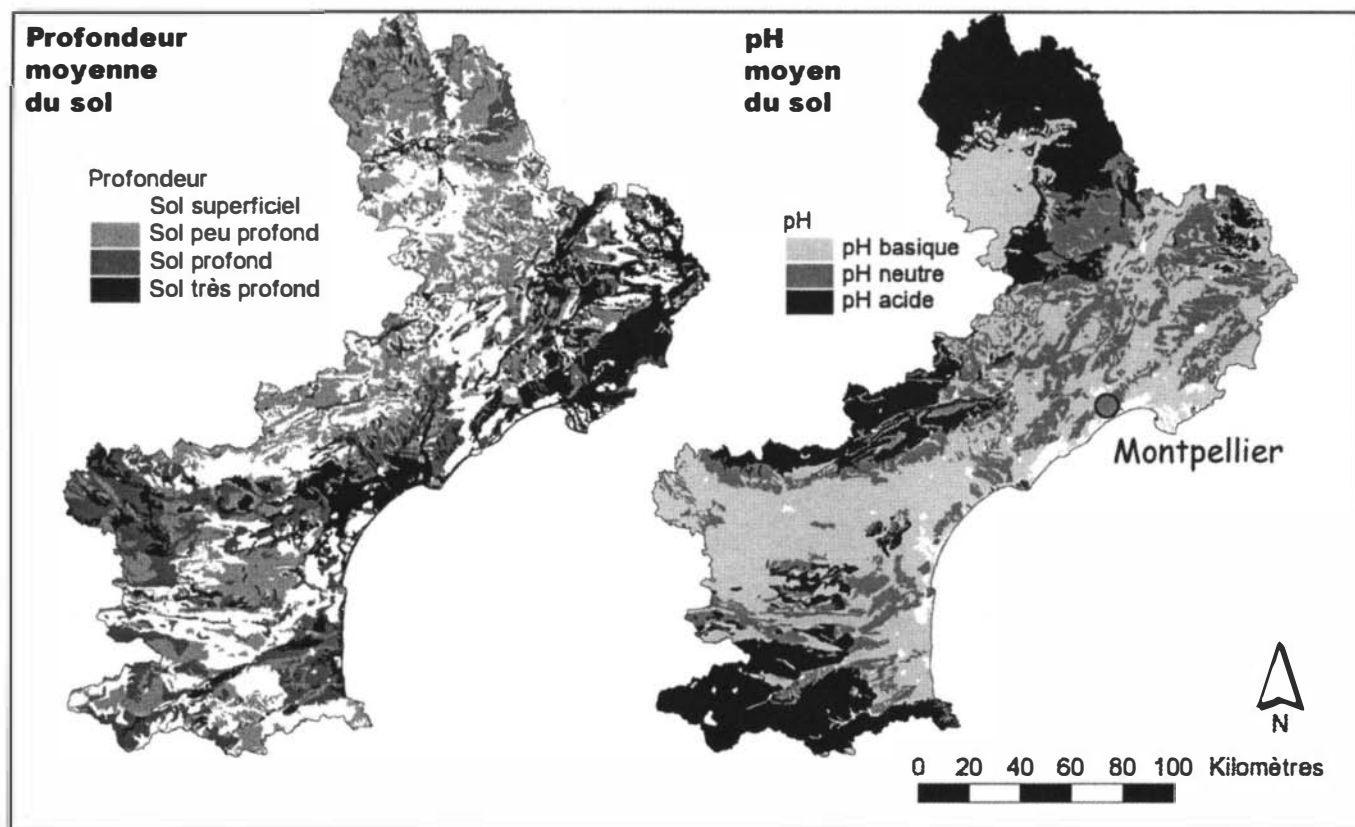 Profondeur
moyenne
du sol
Profondeur
Sol superficiel
Sol peu profond
Sol profond
Sol très profond
pH
moyen
du sol
pH
pH basique
pH neutre
pH acide
Montpellier
N
0 20 40 60 80 100 Kilomètres